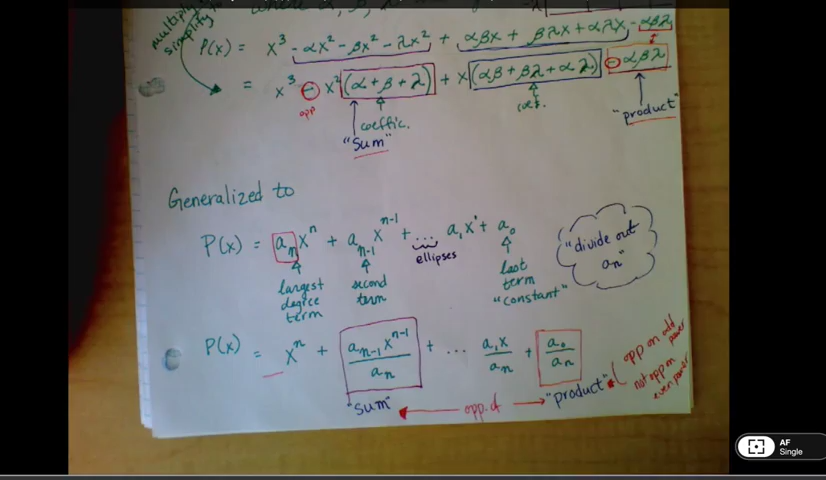 multiply
simplify
P(x) = x³ - αx² - βx² - λx² + αβx + βλx + αλx - αβλ
= x³ - x² (α + β + λ) + x (αβ + βλ + αλ) - αβλ
opp
coeffic.
coef.
"product"
"Sum"
Generalized to
P(x) = aₙxⁿ + aₙ₋₁ xⁿ⁻¹ + ... a₁x¹ + a₀
ellipses
"divide out
aₙ"
largest
degree
term
second
term
last
term
"constant"
P(x) = xⁿ + aₙ₋₁xⁿ⁻¹/aₙ + ... a₁x/aₙ + a₀/aₙ
opp on odd
power
not opp on
even power
"sum" opp. of "product"
AF
Single